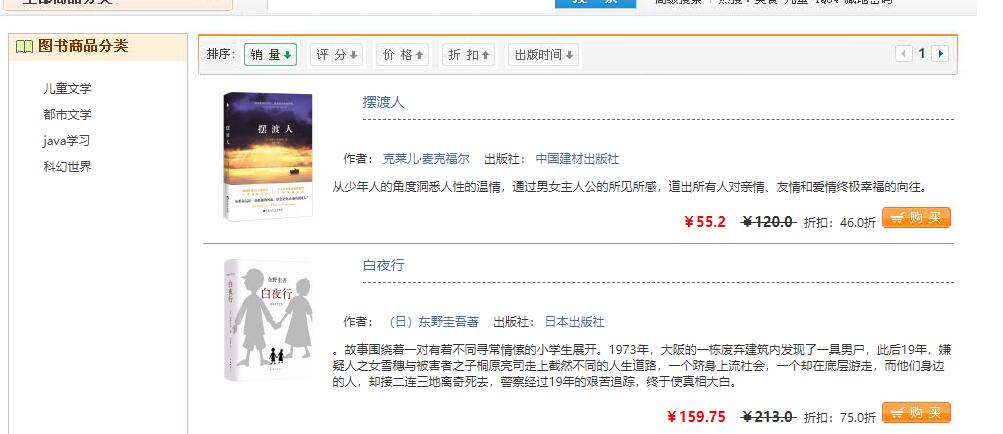 全部商品分类
搜 索
高级搜索
图书商品分类
儿童文学
都市文学
java学习
科幻世界
排序: 销 量 评 分 价 格 折 扣 出版时间
1
摆渡人
摆渡人
作者： 克莱儿·麦克福尔 出版社： 中国建材出版社
从少年人的角度洞悉人性的温情，通过男女主人公的所见所感，道出所有人对亲情、友情和爱情终极幸福的向往。
￥55.2 ￥120.0 折扣：46.0折 购 买
东野圭吾
白夜行
白夜行
作者： （日）东野圭吾著 出版社： 日本出版社
。故事围绕着一对有着不同寻常情愫的小学生展开。1973年，大阪的一栋废弃建筑内发现了一具男尸，此后19年，嫌
疑人之女雪穗与被害者之子桐原亮司走上截然不同的人生道路，一个跻身上流社会，一个却在底层游走，而他们身边
的人，却接二连三地离奇死去，警察经过19年的艰苦追踪，终于使真相大白。
￥159.75 ￥213.0 折扣：75.0折 购 买